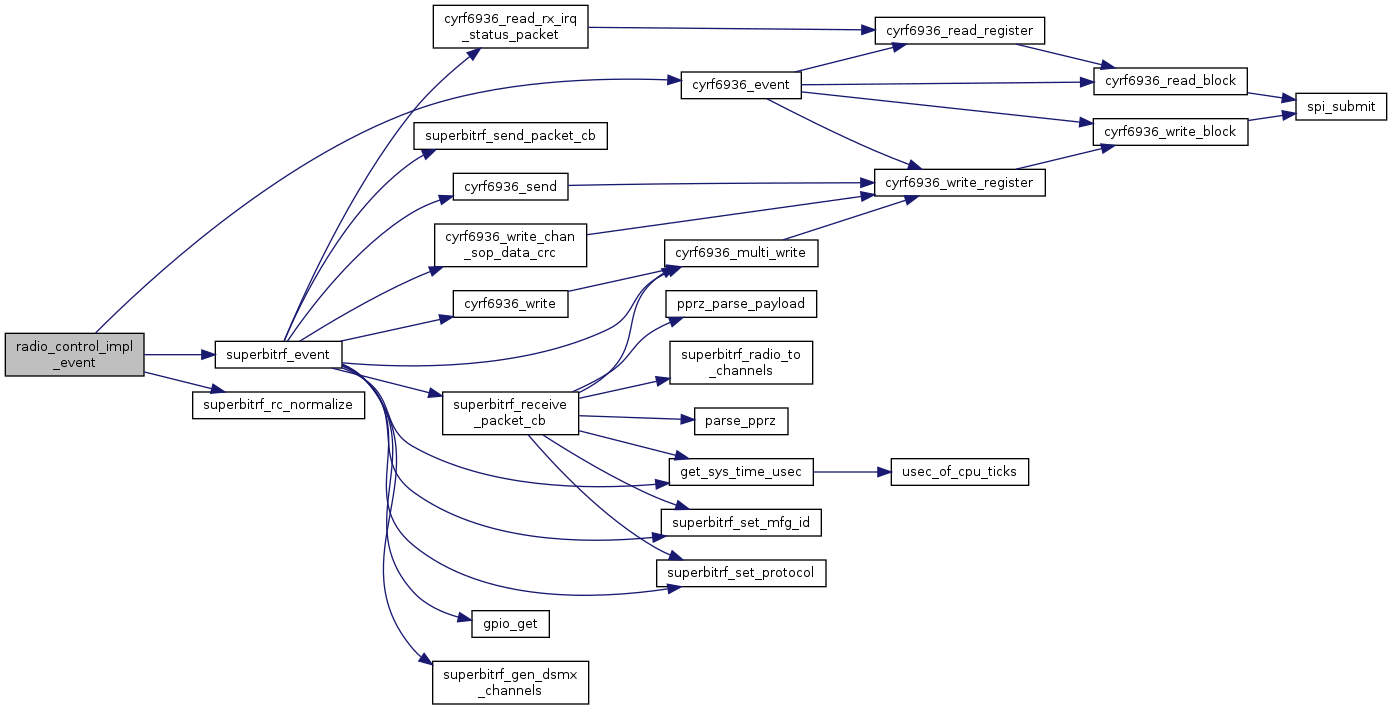 cyrf6936_read_rx_irq
_status_packet
cyrf6936_read_register
cyrf6936_event
cyrf6936_read_block
spi_submit
superbitrf_send_packet_cb
cyrf6936_write_block
cyrf6936_send
cyrf6936_write_register
cyrf6936_write_chan
_sop_data_crc
cyrf6936_multi_write
cyrf6936_write
pprz_parse_payload
radio_control_impl
_event
superbitrf_event
superbitrf_radio_to
_channels
superbitrf_rc_normalize
superbitrf_receive
_packet_cb
parse_pprz
get_sys_time_usec
usec_of_cpu_ticks
superbitrf_set_mfg_id
superbitrf_set_protocol
gpio_get
superbitrf_gen_dsmx
_channels